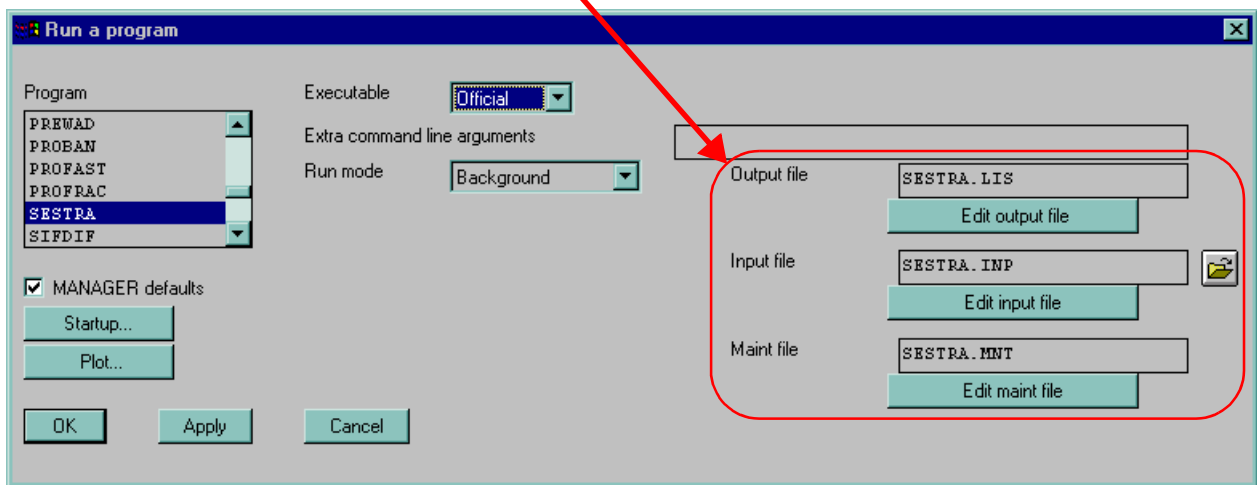 Run a program
Program
PREWAD
PROBAN
PROFAST
PROFRAC
SESTRA
SIFDIF
MANAGER defaults
Startup...
Plot...
OK
Apply
Cancel
Executable
Official
Extra command line arguments
Run mode
Background
Output file
SESTRA.LIS
Edit output file
Input file
SESTRA.INP
Edit input file
Maint file
SESTRA.MNT
Edit maint file